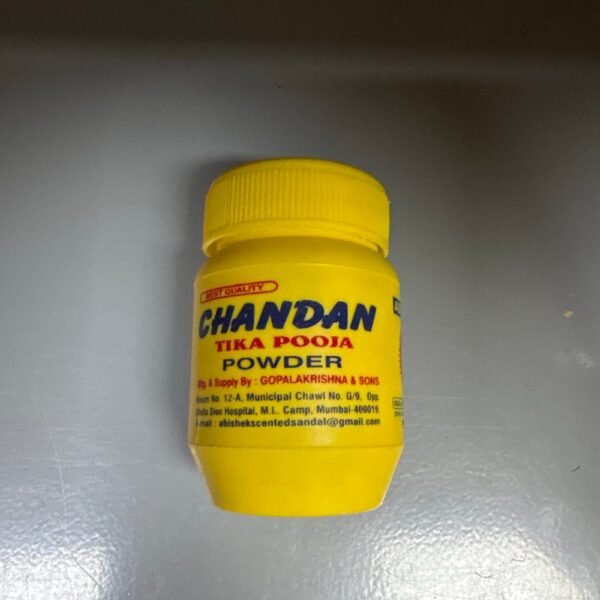 BEST QUALITY
CHANDAN
TIKA POOJA
POWDER
Mfg. & Supply By : GOPALAKRISHNA & SONS
Room No. 12-A, Municipal Chawl No. G/9, Opp.
Sion Hospital, M.L. Camp, Mumbai-400019.
E-mail : abishekscentedsandal@gmail.com